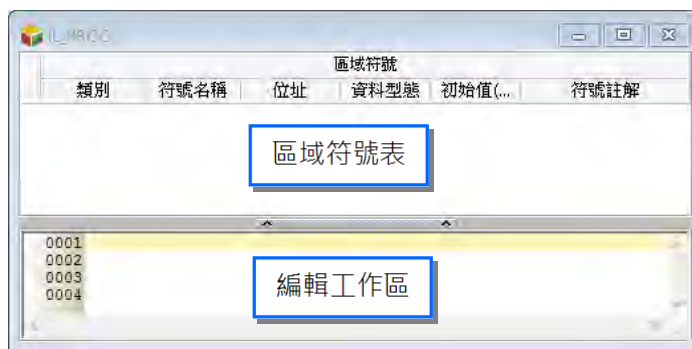 區域符號
類別 符號名稱 位址 資料型態 初始值(... 符號註解
區域符號表
0001
0002
0003
0004
編輯工作區